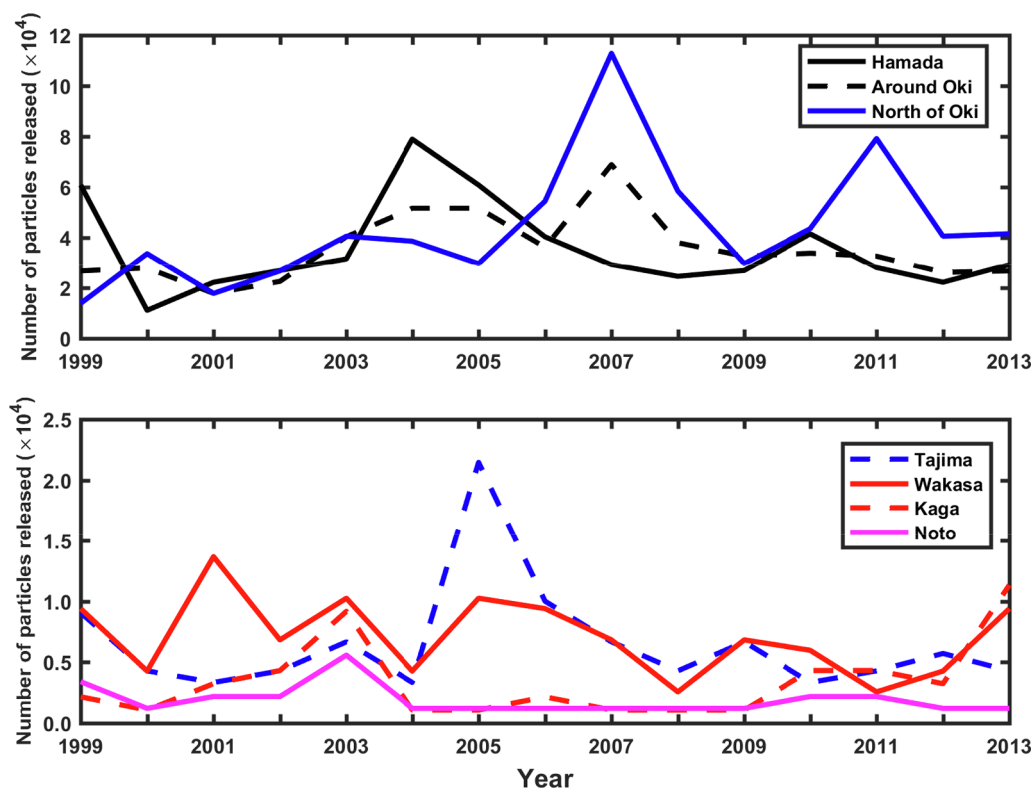 Number of particles released (×10⁴)
12
10
8
6
4
2
0
Hamada
Around Oki
North of Oki
1999 2001 2003 2005 2007 2009 2011 2013
Number of particles released (×10⁴)
2.5
2.0
1.5
1.0
0.5
0.0
Tajima
Wakasa
Kaga
Noto
1999 2001 2003 2005 2007 2009 2011 2013
Year